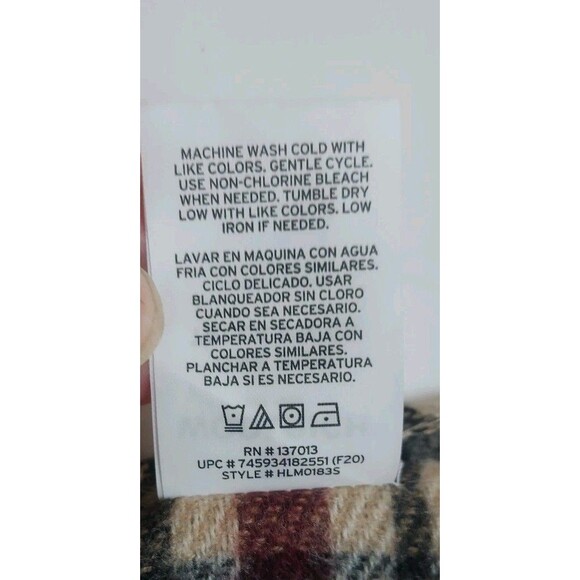 MACHINE WASH COLD WITH
LIKE COLORS. GENTLE CYCLE.
USE NON-CHLORINE BLEACH
WHEN NEEDED. TUMBLE DRY
LOW WITH LIKE COLORS. LOW
IRON IF NEEDED.
LAVAR EN MAQUINA CON AGUA
FRIA CON COLORES SIMILARES.
CICLO DELICADO. USAR
BLANQUEADOR SIN CLORO
CUANDO SEA NECESARIO.
SECAR EN SECADORA A
TEMPERATURA BAJA CON
COLORES SIMILARES.
PLANCHAR A TEMPERATURA
BAJA SI ES NECESARIO.
RN # 137013
UPC # 745934182551 (F20)
STYLE # HLM0183S